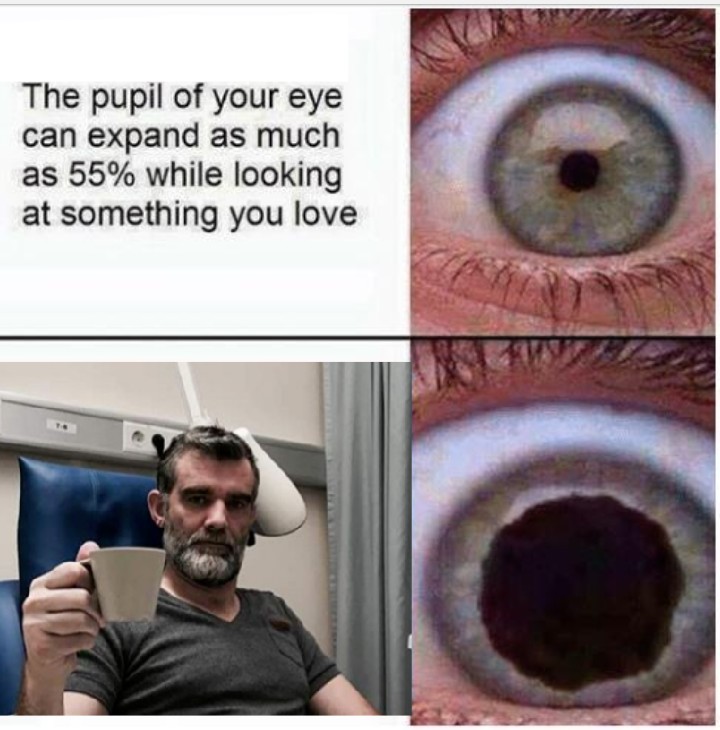 The pupil of your eye
can expand as much
as 55% while looking
at something you love